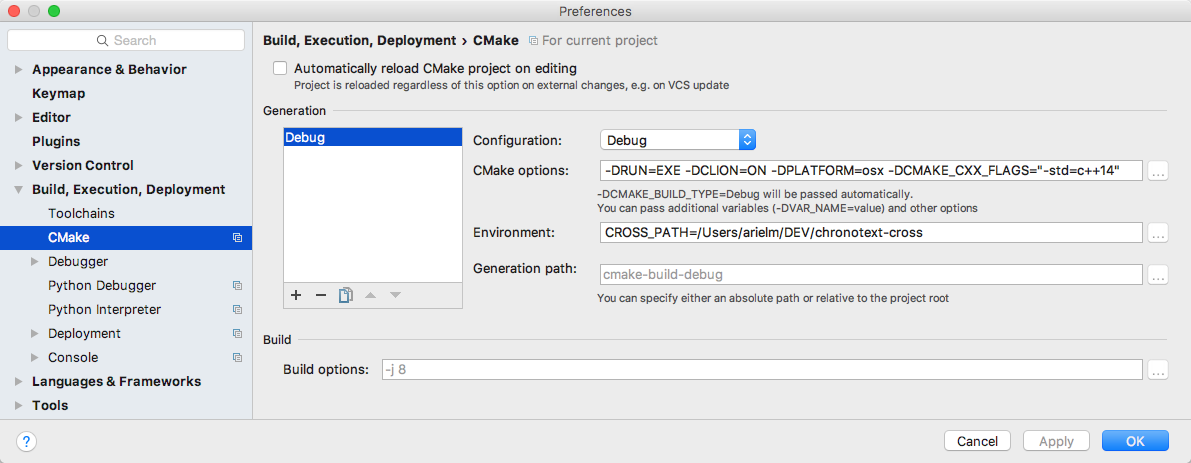 Preferences
Search
Appearance & Behavior
Keymap
Editor
Plugins
Version Control
Build, Execution, Deployment
Toolchains
CMake
Debugger
Python Debugger
Python Interpreter
Deployment
Console
Languages & Frameworks
Tools
Build, Execution, Deployment › CMake For current project
Automatically reload CMake project on editing
Project is reloaded regardless of this option on external changes, e.g. on VCS update
Generation
Debug
Configuration: Debug
CMake options: -DRUN=EXE -DCLION=ON -DPLATFORM=osx -DCMAKE_CXX_FLAGS="-std=c++14" ...
-DCMAKE_BUILD_TYPE=Debug will be passed automatically.
You can pass additional variables (-DVAR_NAME=value) and other options
Environment: CROSS_PATH=/Users/arielm/DEV/chronotext-cross ...
Generation path: cmake-build-debug ...
You can specify either an absolute path or relative to the project root
Build
Build options: -j 8 ...
? Cancel Apply OK